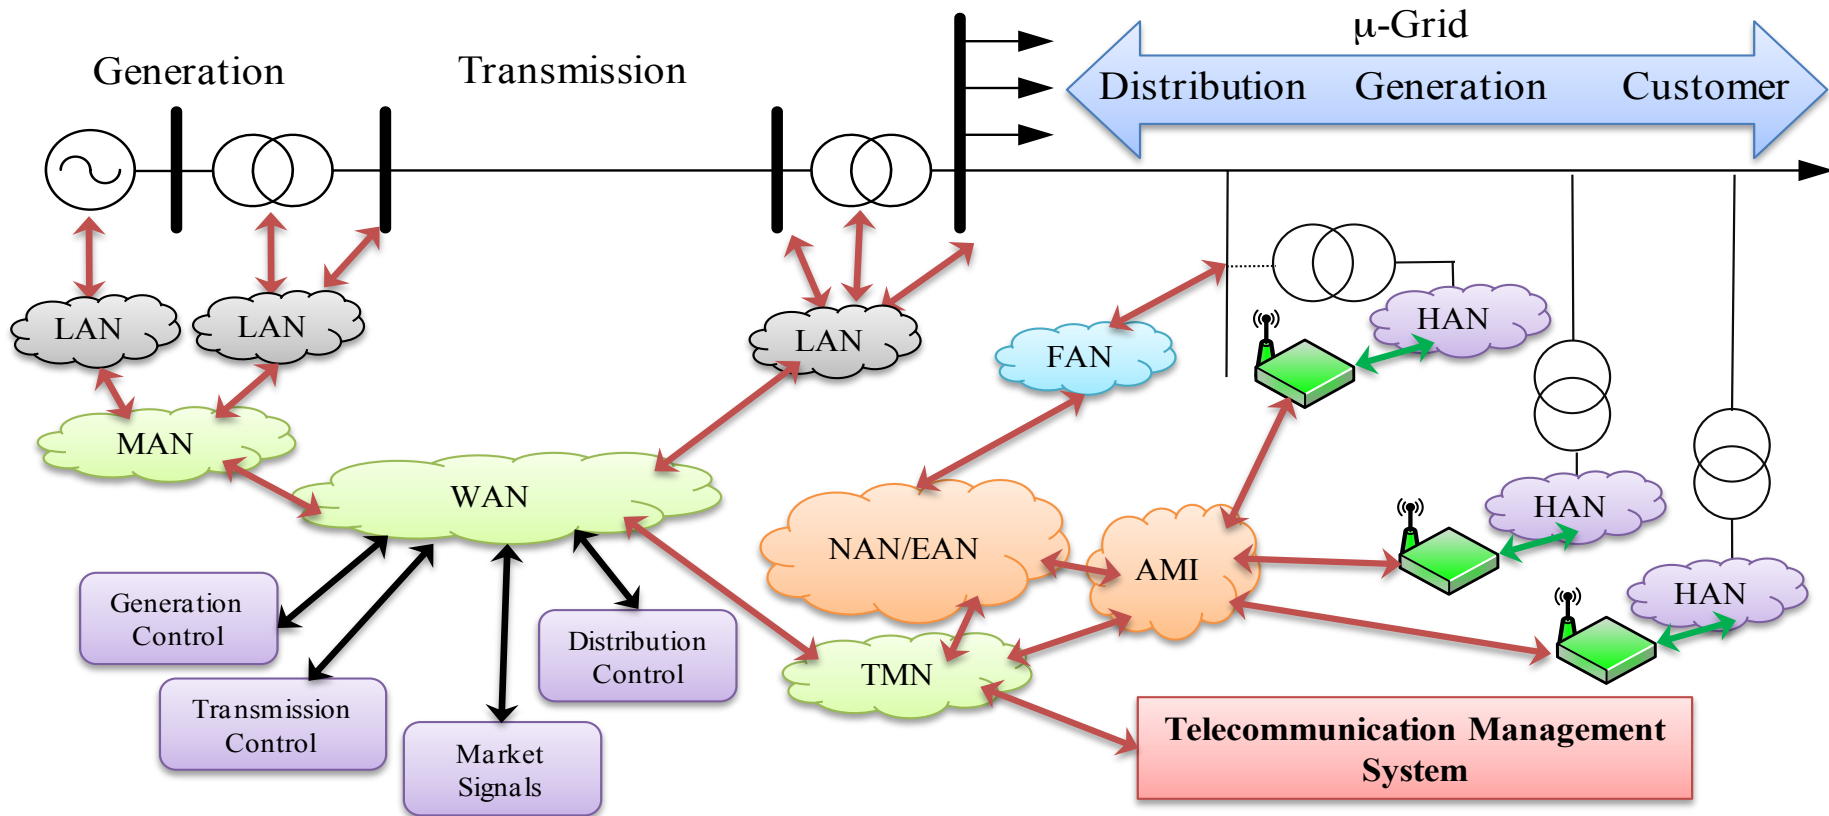 μ-Grid
Generation
Transmission
Distribution Generation Customer
LAN
LAN
LAN
FAN
HAN
MAN
WAN
NAN/EAN
AMI
HAN
HAN
TMN
Generation
Control
Transmission
Control
Market
Signals
Distribution
Control
Telecommunication Management
System